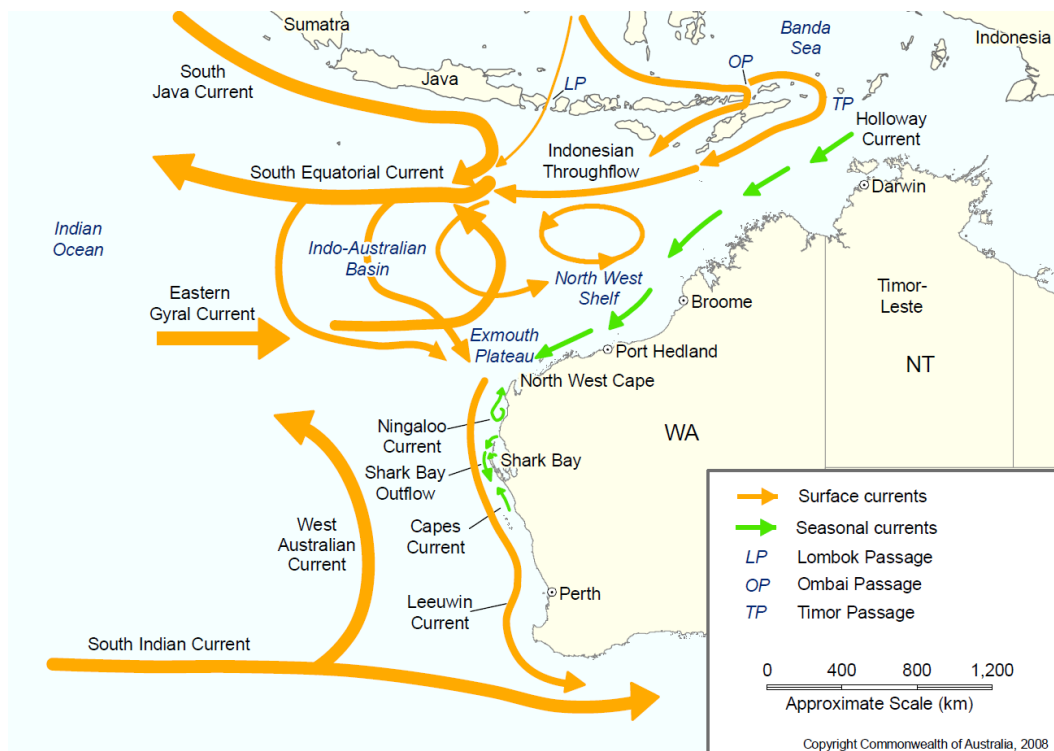 Sumatra
Banda
Sea
Indonesia
OP
South
Java Current
Java
LP
TP
Holloway
Current
Indonesian
Throughflow
South Equatorial Current
Darwin
Indian
Ocean
Indo-Australian
Basin
North West
Shelf
Timor-
Leste
Broome
Eastern
Gyral Current
Exmouth
Plateau
Port Hedland
NT
North West Cape
Ningaloo
Current
WA
Shark Bay
Shark Bay
Outflow
Capes
Current
West
Australian
Current
Perth
Leeuwin
Current
South Indian Current
Surface currents
Seasonal currents
LP Lombok Passage
OP Ombai Passage
TP Timor Passage
0 400 800 1,200
Approximate Scale (km)
Copyright Commonwealth of Australia, 2008